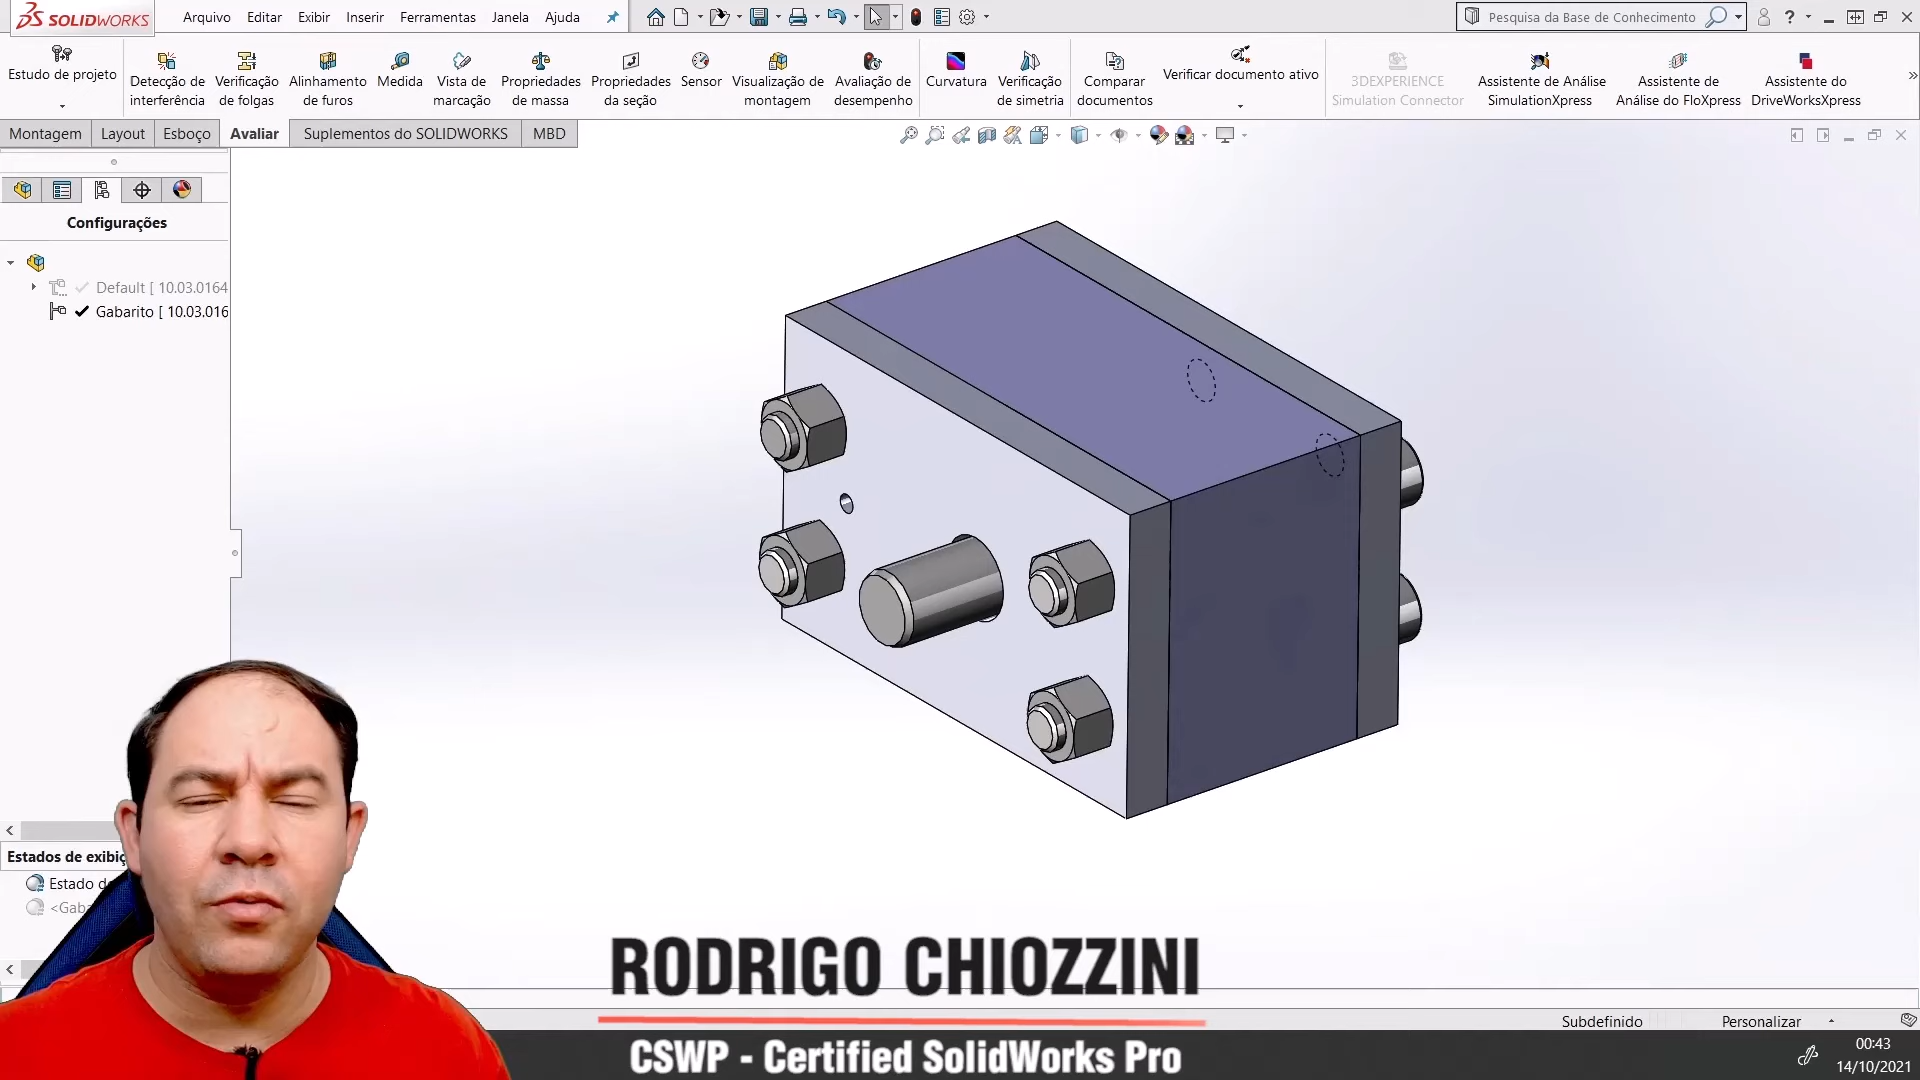 SOLIDWORKS
Arquivo Editar Exibir Inserir Ferramentas Janela Ajuda
Pesquisa da Base de Conhecimento
?
Estudo de projeto
Detecção de interferência
Verificação de folgas
Alinhamento de furos
Medida
Vista de marcação
Propriedades de massa
Propriedades da seção
Sensor
Visualização de montagem
Avaliação de desempenho
Curvatura
Verificação de simetria
Comparar documentos
Verificar documento ativo
3DEXPERIENCE Simulation Connector
Assistente de Análise SimulationXpress
Assistente de Análise do FloXpress
Assistente do DriveWorksXpress
Montagem Layout Esboço Avaliar Suplementos do SOLIDWORKS MBD
Configurações
Default [ 10.03.0164
Gabarito [ 10.03.016
Estados de exibiç
Estado d
<Gab
RODRIGO CHIOZZINI
CSWP - Certified SolidWorks Pro
Subdefinido
Personalizar
00:43
14/10/2021